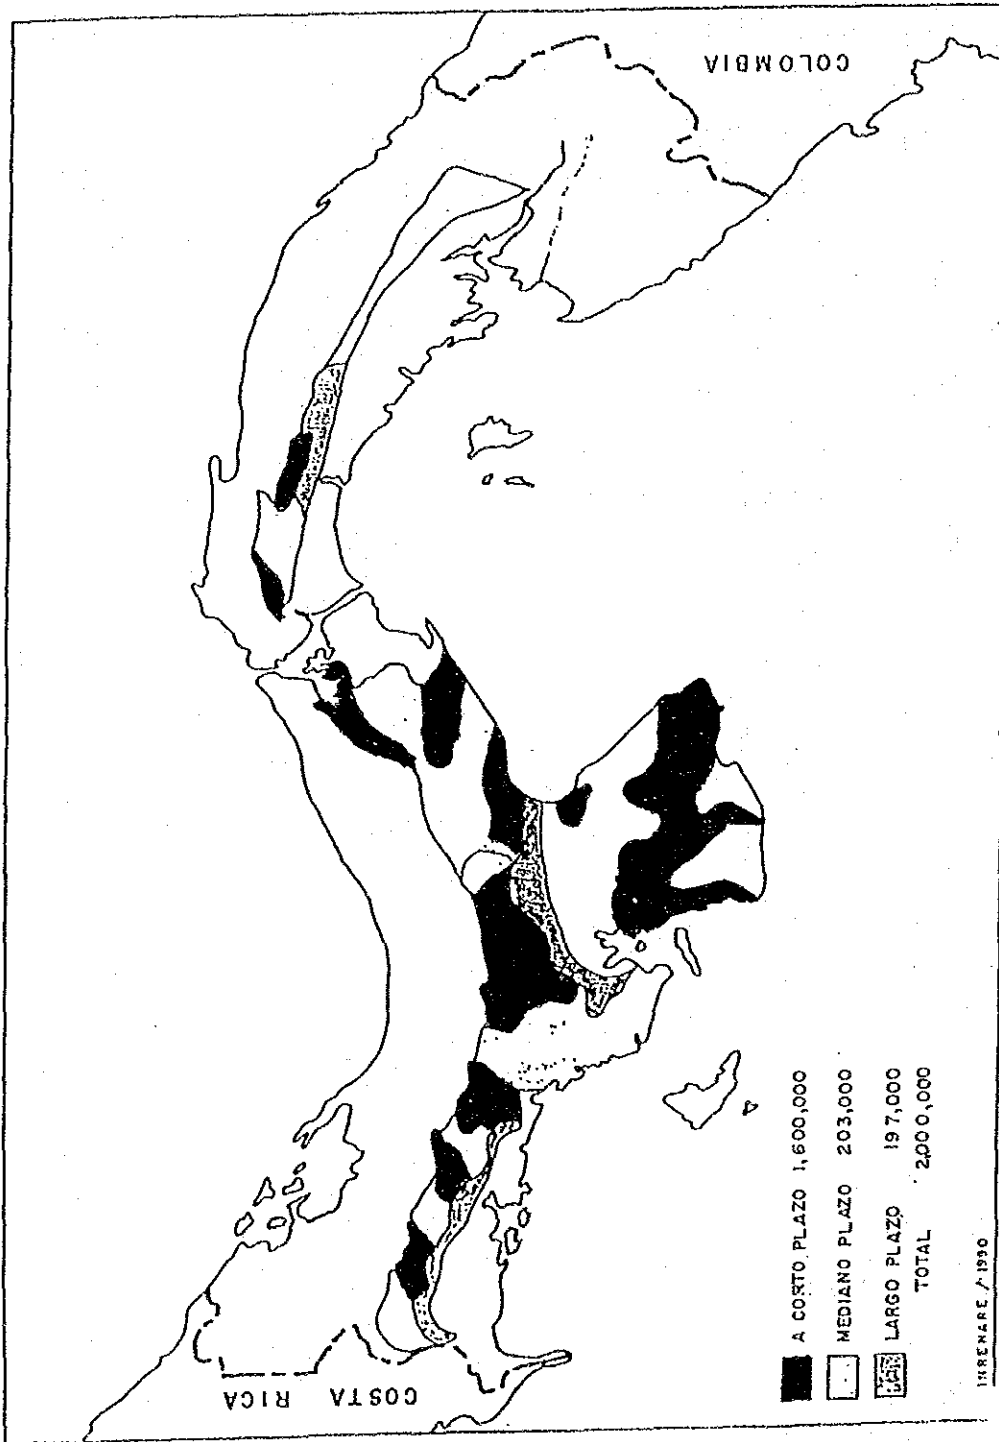 COLOMBIA
COSTA RICA
A CORTO PLAZO 1,600,000
MEDIANO PLAZO 203,000
LARGO PLAZO 197,000
TOTAL 2,000,000
INRENARE / 1990